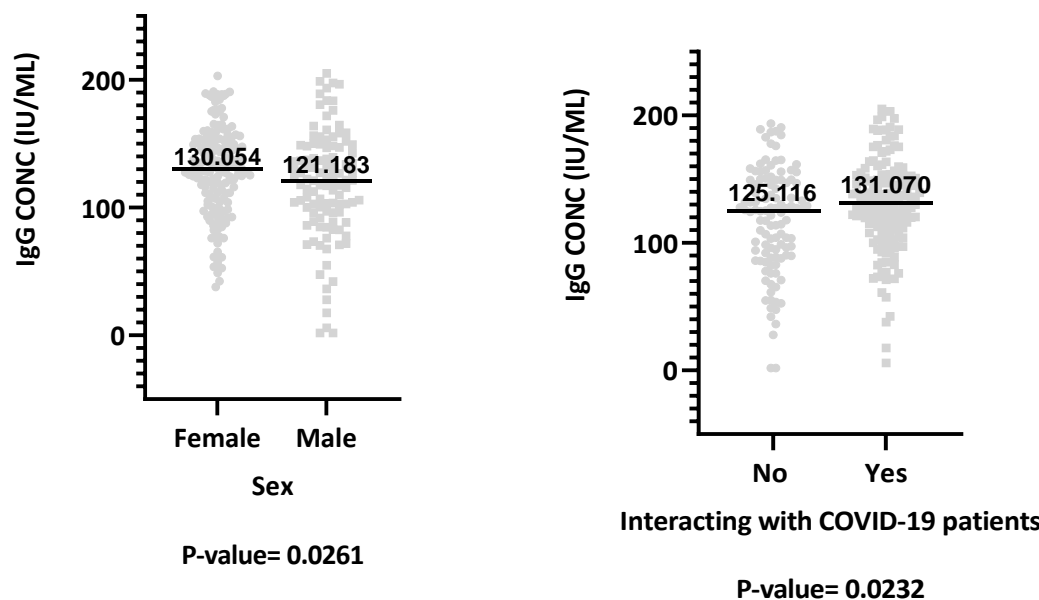 IgG CONC (IU/ML)
200
100
0
130.054
121.183
Female Male
Sex
P-value= 0.0261
IgG CONC (IU/ML)
200
100
0
125.116
131.070
No Yes
Interacting with COVID-19 patients
P-value= 0.0232